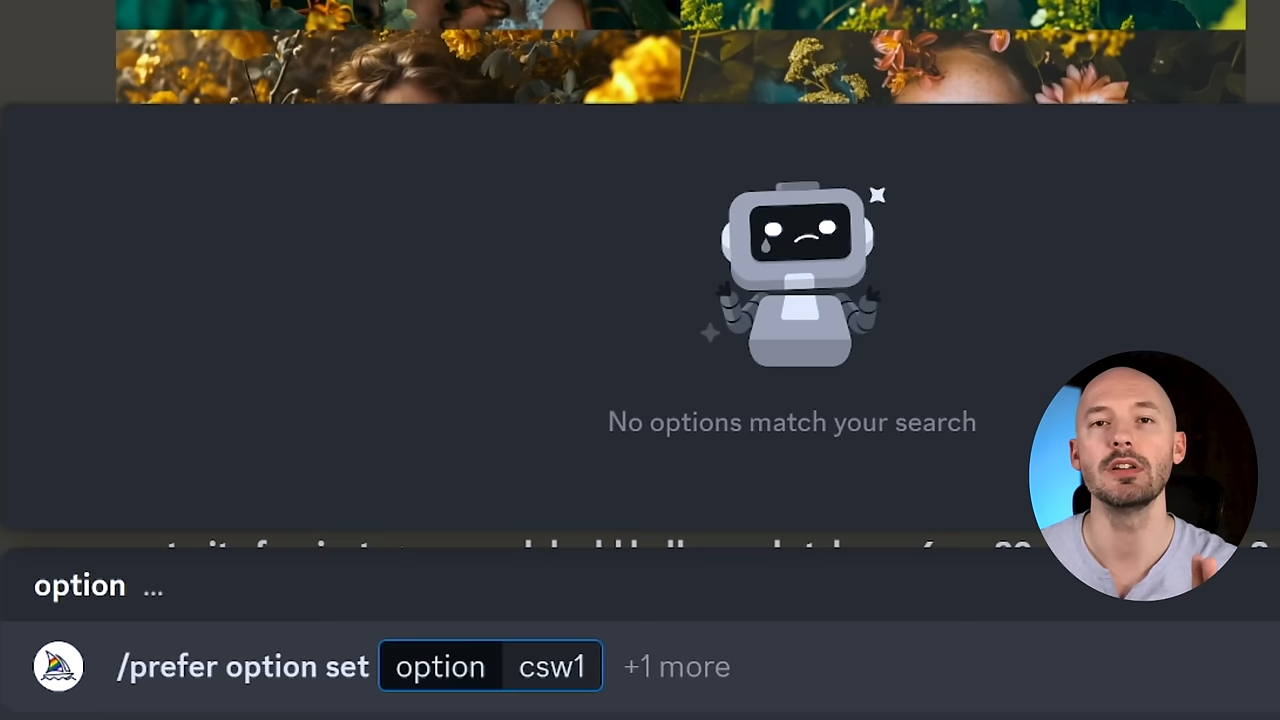 No options match your search
option ...
/prefer option set option csw1 +1 more